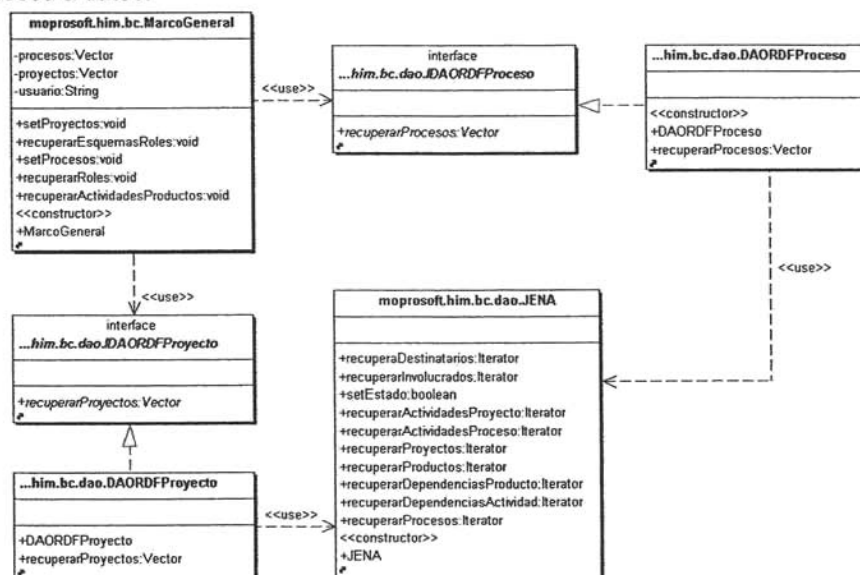 moprosoft.him.bc.MarcoGeneral
-procesos:Vector
-proyectos:Vector
-usuario:String
+setProyectos:void
+recuperarEsquemasRoles:void
+setProcesos:void
+recuperarRoles:void
+recuperarActividadesProductos:void
<<constructor>>
+MarcoGeneral
<<use>>
interface
...him.bc.dao.IDAORDFProceso
+recuperarProcesos:Vector
...him.bc.dao.DAORDFProceso
<<constructor>>
+DAORDFProceso
+recuperarProcesos:Vector
<<use>>
<<use>>
interface
...him.bc.dao.IDAORDFProyecto
+recuperarProyectos:Vector
...him.bc.dao.DAORDFProyecto
+DAORDFProyecto
+recuperarProyectos:Vector
<<use>>
moprosoft.him.bc.dao.JENA
+recuperaDestinatarios:Iterator
+recuperarInvolucrados:Iterator
+setEstado:boolean
+recuperarActividadesProyecto:Iterator
+recuperarActividadesProceso:Iterator
+recuperarProyectos:Iterator
+recuperarProductos:Iterator
+recuperarDependenciasProducto:Iterator
+recuperarDependenciasActividad:Iterator
+recuperarProcesos:Iterator
<<constructor>>
+JENA